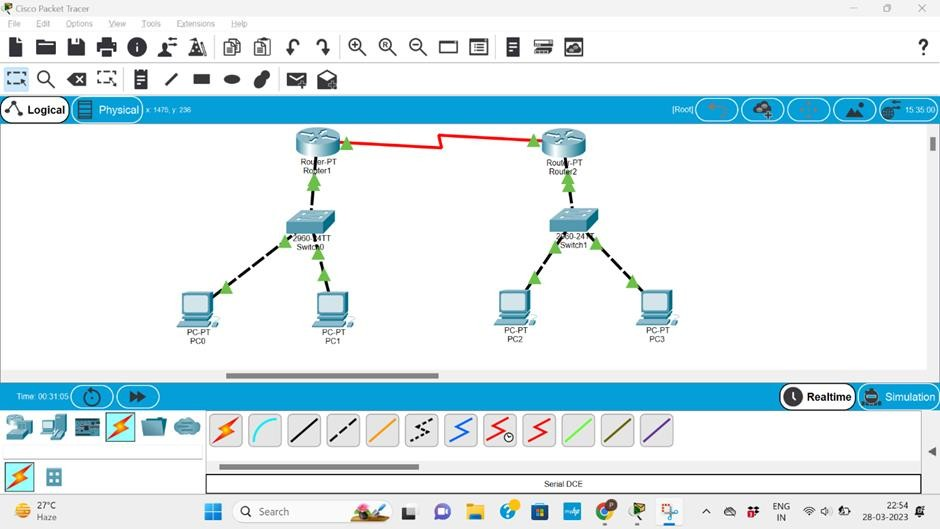 Cisco Packet Tracer
File Edit Options View Tools Extensions Help
?
Logical Physical x: 1475, y: 236 [Root] 15:35:00
Router-PT
Router1
Router-PT
Router2
2960-24TT
Switch0
2960-24TT
Switch1
PC-PT
PC0
PC-PT
PC1
PC-PT
PC2
PC-PT
PC3
Time: 00:31:05 Realtime Simulation
Serial DCE
27°C
Haze
Search
ENG
IN
22:54
28-03-2023